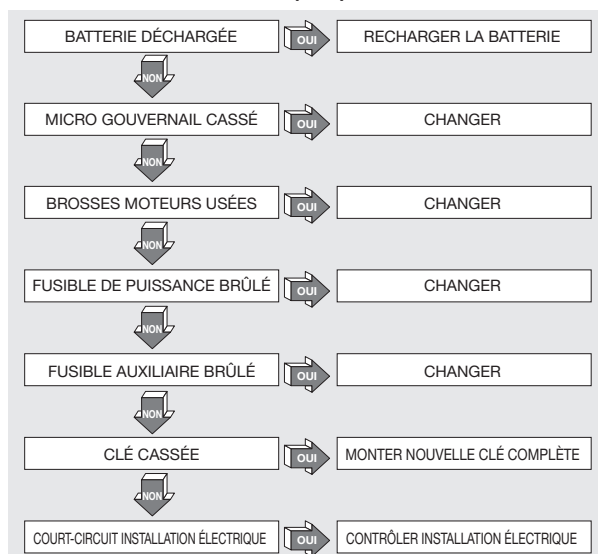 BATTERIE DÉCHARGÉE OUI RECHARGER LA BATTERIE
NON
MICRO GOUVERNAIL CASSÉ OUI CHANGER
NON
BROSSES MOTEURS USÉES OUI CHANGER
NON
FUSIBLE DE PUISSANCE BRÛLÉ OUI CHANGER
NON
FUSIBLE AUXILIAIRE BRÛLÉ OUI CHANGER
NON
CLÉ CASSÉE OUI MONTER NOUVELLE CLÉ COMPLÈTE
NON
COURT-CIRCUIT INSTALLATION ÉLECTRIQUE OUI CONTRÔLER INSTALLATION ÉLECTRIQUE